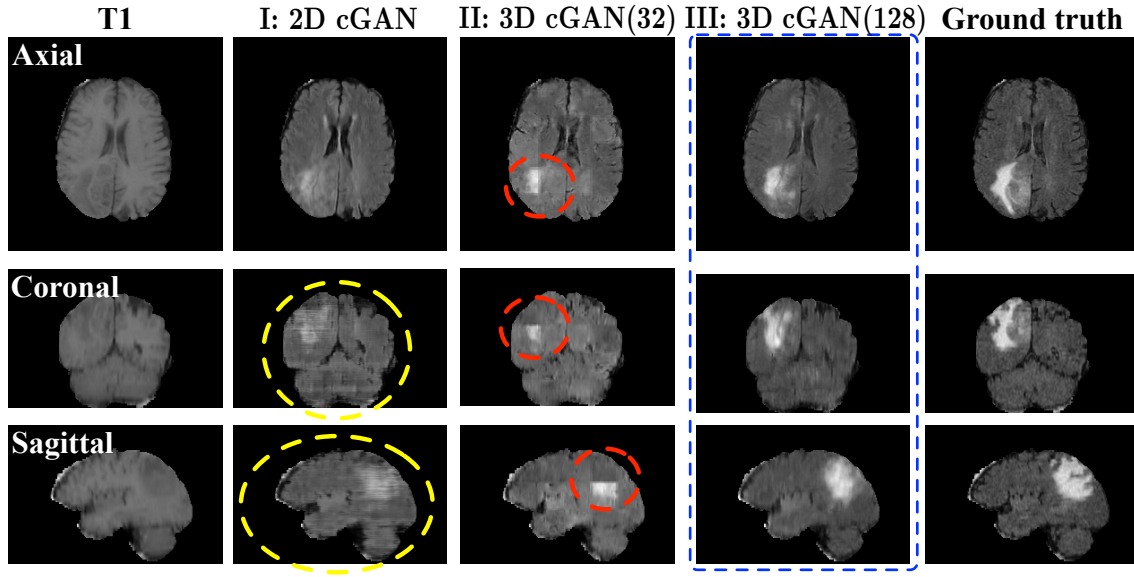 T1 I: 2D cGAN II: 3D cGAN(32) III: 3D cGAN(128) Ground truth
Axial
Coronal
Sagittal